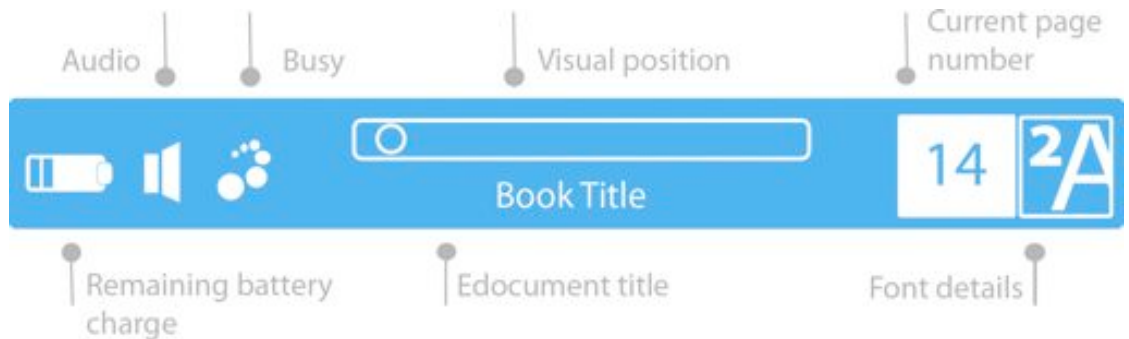 Current page
Audio
Busy
Visual position
number
14
2A
Book Title
Remaining battery
charge
Edocument title
Font details